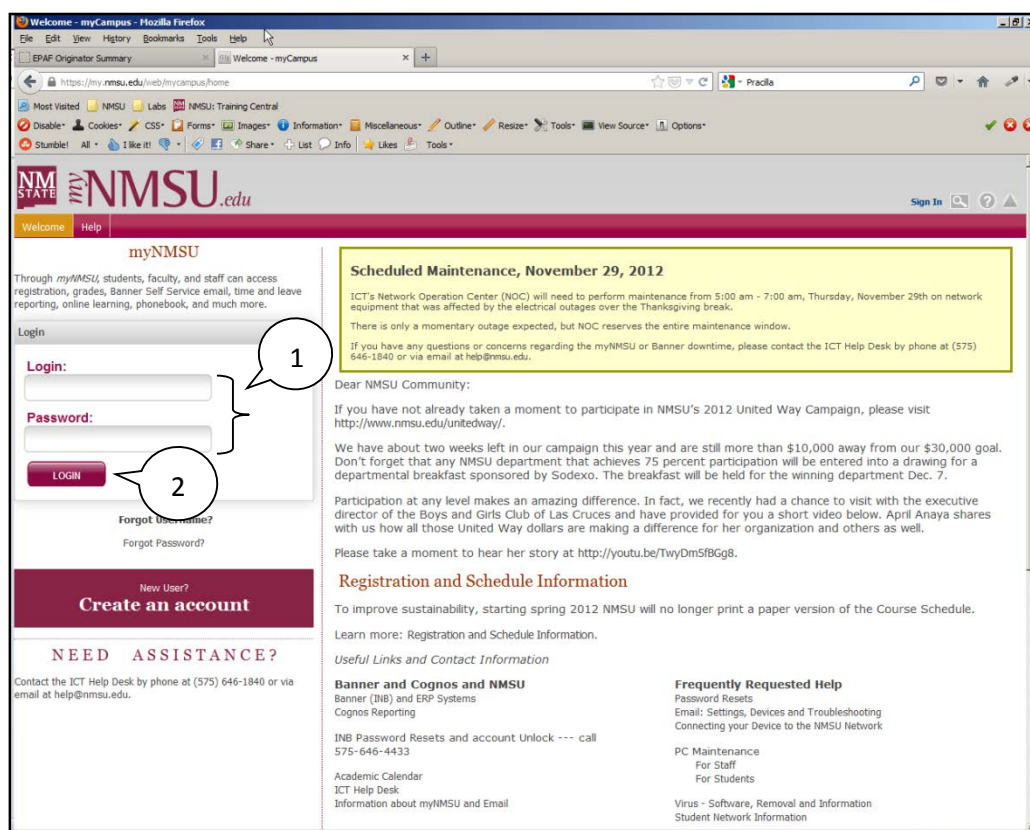 Welcome - myCampus - Mozilla Firefox
File Edit View History Bookmarks Tools Help
EPAF Originator Summary
Welcome - myCampus
https://my.nmsu.edu/web/mycampus/home
Pracilla
Most Visited NMSU Labs NMSU: Training Central
Disable Cookies CSS Forms Images Information Miscellaneous Outline Resize Tools View Source Options
Stumble! All I like it! Share List Info Likes Tools
NM STATE myNMSU.edu
Sign In
Welcome Help
myNMSU
Through myNMSU, students, faculty, and staff can access
registration, grades, Banner Self Service email, time and leave
reporting, online learning, phonebook, and much more.
Login
Login:
Password:
1
LOGIN
2
Forgot Username?
Forgot Password?
New User?
Create an account
NEED ASSISTANCE?
Contact the ICT Help Desk by phone at (575) 646-1840 or via
email at help@nmsu.edu.
Scheduled Maintenance, November 29, 2012
ICT's Network Operation Center (NOC) will need to perform maintenance from 5:00 am - 7:00 am, Thursday, November 29th on network
equipment that was affected by the electrical outages over the Thanksgiving break.
There is only a momentary outage expected, but NOC reserves the entire maintenance window.
If you have any questions or concerns regarding the myNMSU or Banner downtime, please contact the ICT Help Desk by phone at (575)
646-1840 or via email at help@nmsu.edu.
Dear NMSU Community:
If you have not already taken a moment to participate in NMSU's 2012 United Way Campaign, please visit
http://www.nmsu.edu/unitedway/.
We have about two weeks left in our campaign this year and are still more than $10,000 away from our $30,000 goal.
Don't forget that any NMSU department that achieves 75 percent participation will be entered into a drawing for a
departmental breakfast sponsored by Sodexo. The breakfast will be held for the winning department Dec. 7.
Participation at any level makes an amazing difference. In fact, we recently had a chance to visit with the executive
director of the Boys and Girls Club of Las Cruces and have provided for you a short video below. April Anaya shares
with us how all those United Way dollars are making a difference for her organization and others as well.
Please take a moment to hear her story at http://youtu.be/TwyDm5fBGg8.
Registration and Schedule Information
To improve sustainability, starting spring 2012 NMSU will no longer print a paper version of the Course Schedule.
Learn more: Registration and Schedule Information.
Useful Links and Contact Information
Banner and Cognos and NMSU
Banner (INB) and ERP Systems
Cognos Reporting
INB Password Resets and account Unlock --- call
575-646-4433
Academic Calendar
ICT Help Desk
Information about myNMSU and Email
Frequently Requested Help
Password Resets
Email: Settings, Devices and Troubleshooting
Connecting your Device to the NMSU Network
PC Maintenance
For Staff
For Students
Virus - Software, Removal and Information
Student Network Information